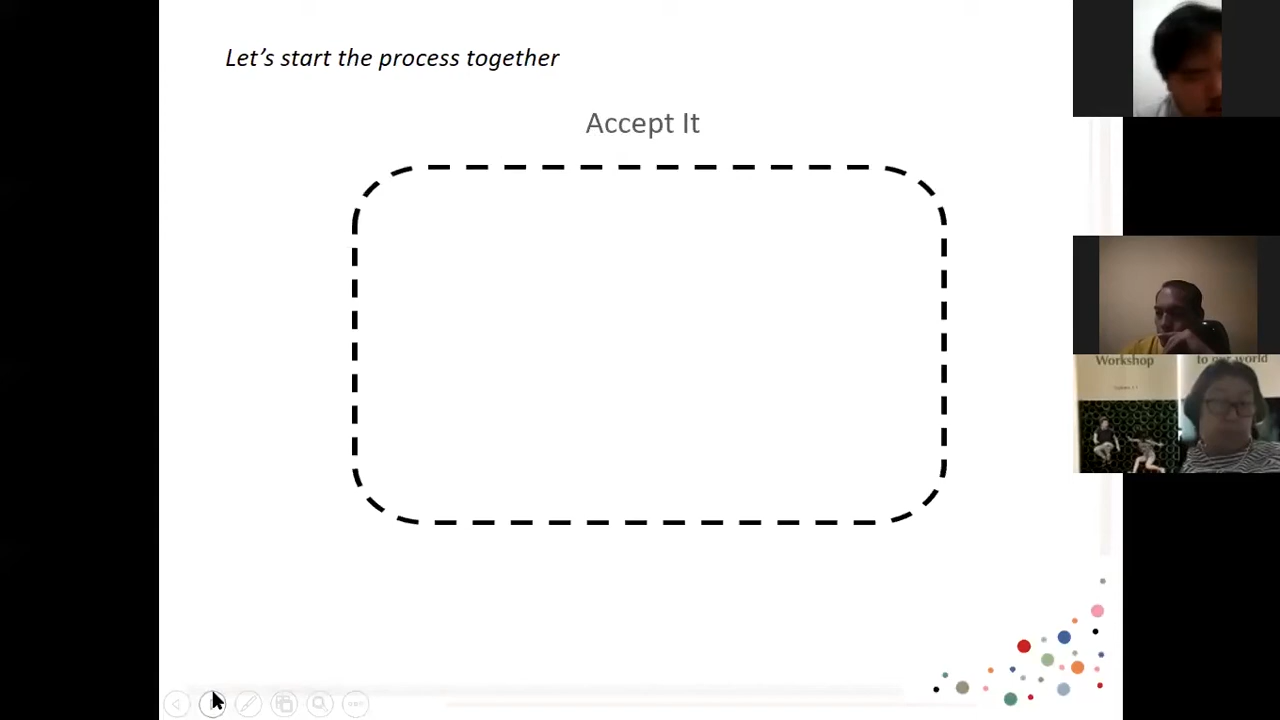 Let's start the process together
Accept It
Workshop
to our world